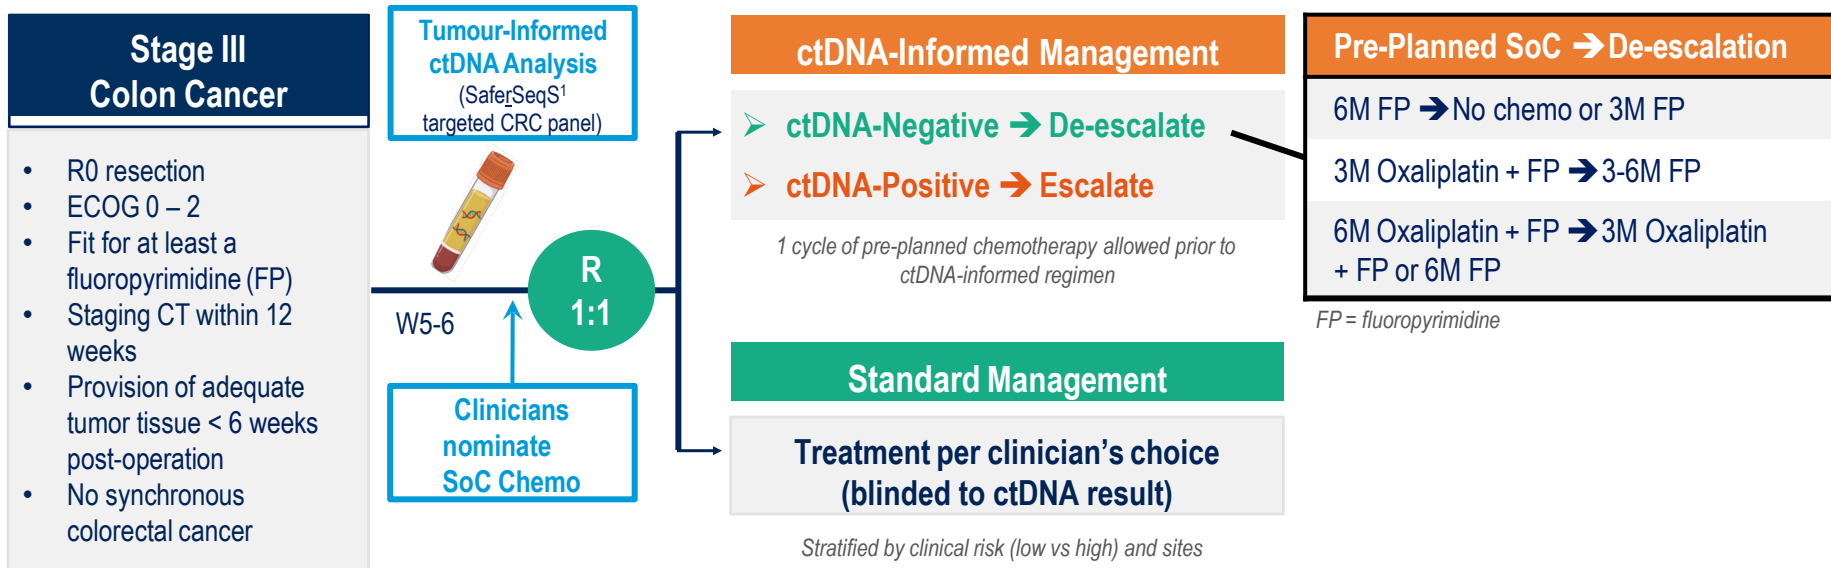 Stage III
Colon Cancer
• R0 resection
• ECOG 0 – 2
• Fit for at least a
fluoropyrimidine (FP)
• Staging CT within 12
weeks
• Provision of adequate
tumor tissue < 6 weeks
post-operation
• No synchronous
colorectal cancer
Tumour-Informed
ctDNA Analysis
(SaferSeqS1
targeted CRC panel)
W5-6
R
1:1
Clinicians
nominate
SoC Chemo
ctDNA-Informed Management
➢ ctDNA-Negative ➔ De-escalate
➢ ctDNA-Positive ➔ Escalate
1 cycle of pre-planned chemotherapy allowed prior to
ctDNA-informed regimen
Standard Management
Treatment per clinician's choice
(blinded to ctDNA result)
Stratified by clinical risk (low vs high) and sites
Pre-Planned SoC ➔ De-escalation
6M FP ➔ No chemo or 3M FP
3M Oxaliplatin + FP ➔ 3-6M FP
6M Oxaliplatin + FP ➔ 3M Oxaliplatin
+ FP or 6M FP
FP = fluoropyrimidine